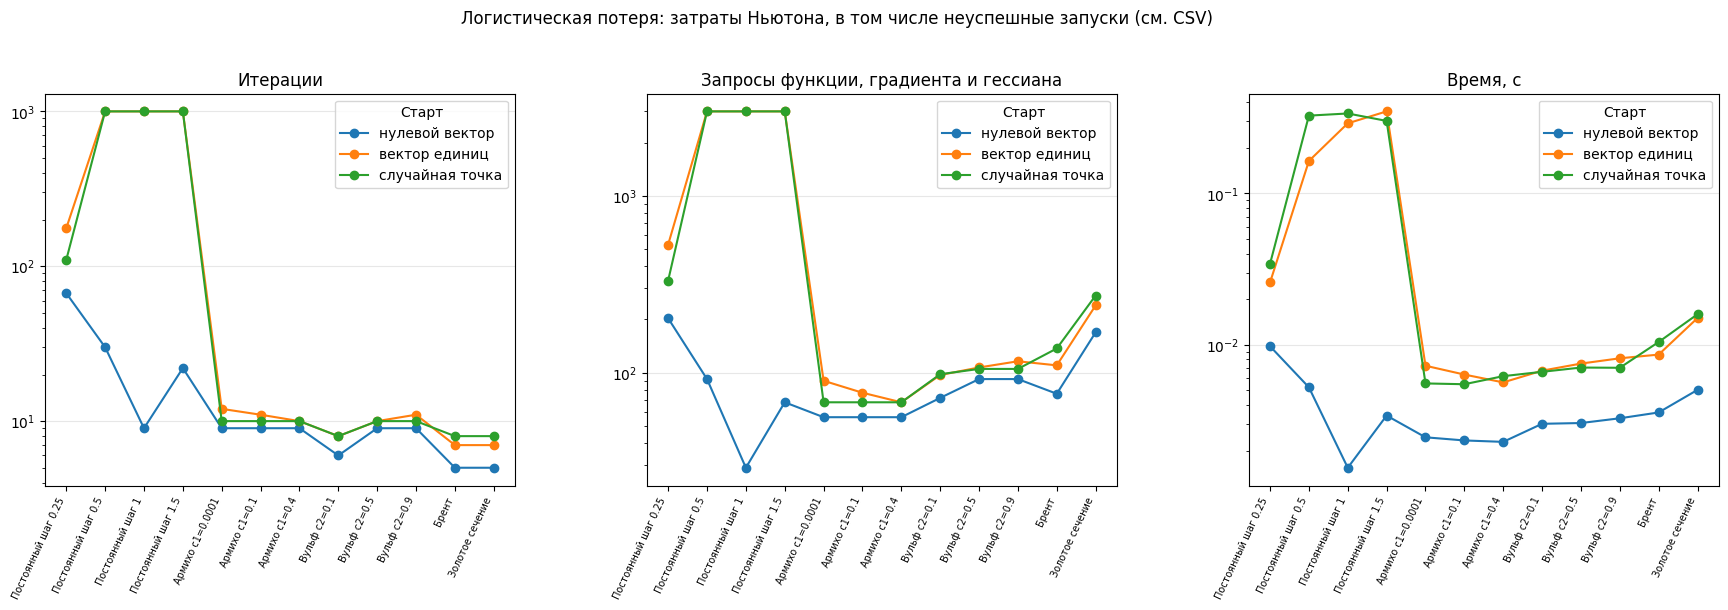 Логистическая потеря: затраты Ньютона, в том числе неуспешные запуски (см. CSV)
Итерации
10³
10²
10¹
Старт
нулевой вектор
вектор единиц
случайная точка
Постоянный шаг 0.25
Постоянный шаг 0.5
Постоянный шаг 1
Постоянный шаг 1.5
Армихо c1=0.0001
Армихо c1=0.1
Армихо c1=0.4
Вульф c2=0.1
Вульф c2=0.5
Вульф c2=0.9
Брент
Золотое сечение
Запросы функции, градиента и гессиана
10³
10²
Старт
нулевой вектор
вектор единиц
случайная точка
Постоянный шаг 0.25
Постоянный шаг 0.5
Постоянный шаг 1
Постоянный шаг 1.5
Армихо c1=0.0001
Армихо c1=0.1
Армихо c1=0.4
Вульф c2=0.1
Вульф c2=0.5
Вульф c2=0.9
Брент
Золотое сечение
Время, с
10⁻¹
10⁻²
Старт
нулевой вектор
вектор единиц
случайная точка
Постоянный шаг 0.25
Постоянный шаг 0.5
Постоянный шаг 1
Постоянный шаг 1.5
Армихо c1=0.0001
Армихо c1=0.1
Армихо c1=0.4
Вульф c2=0.1
Вульф c2=0.5
Вульф c2=0.9
Брент
Золотое сечение